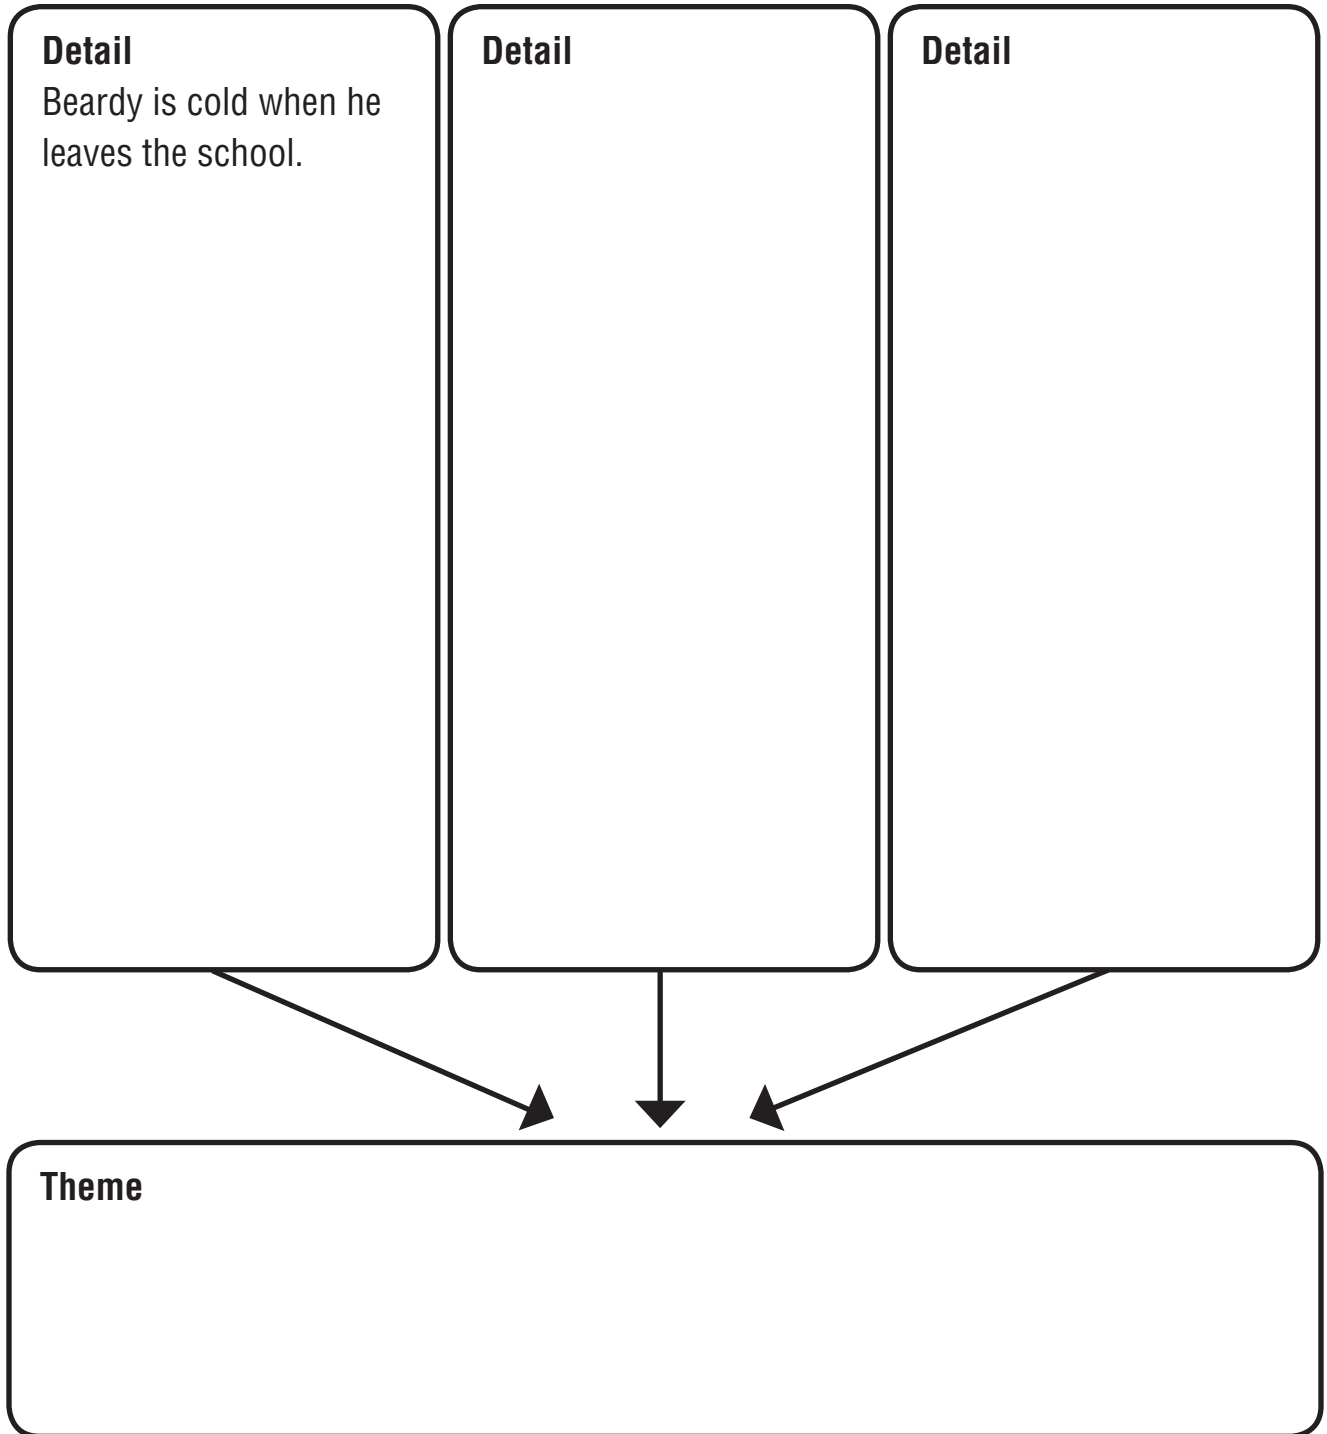 Detail
Beardy is cold when he
leaves the school.
Detail
Detail
Theme